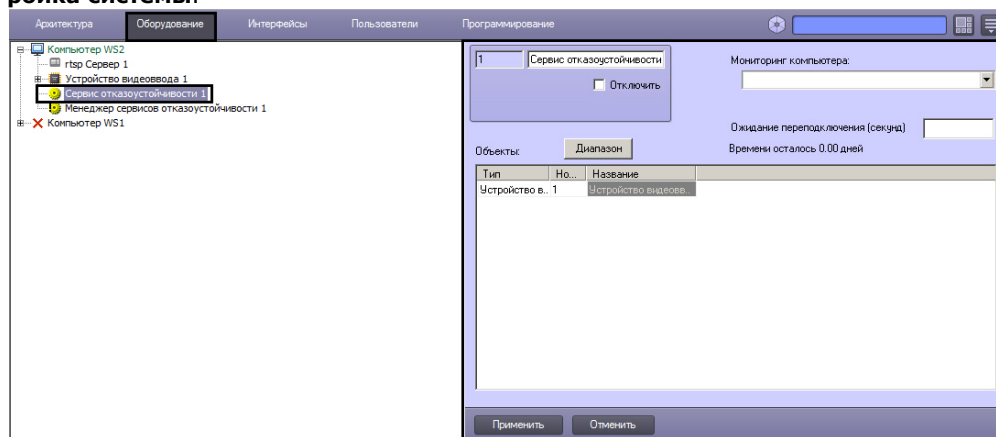 ройка системы.
Архитектура Оборудование Интерфейсы Пользователи Программирование
Компьютер WS2
rtsp Сервер 1
Устройство видеоввода 1
Сервис отказоустойчивости 1
Менеджер сервисов отказоустойчивости 1
Компьютер WS1
1 Сервис отказоустойчивости
Отключить
Мониторинг компьютера:
Ожидание переподключения (секунд)
Времени осталось 0.00 дней
Объекты: Диапазон
Тип Но... Название
Устройство в.. 1 Устройство видеовв...
Применить Отменить